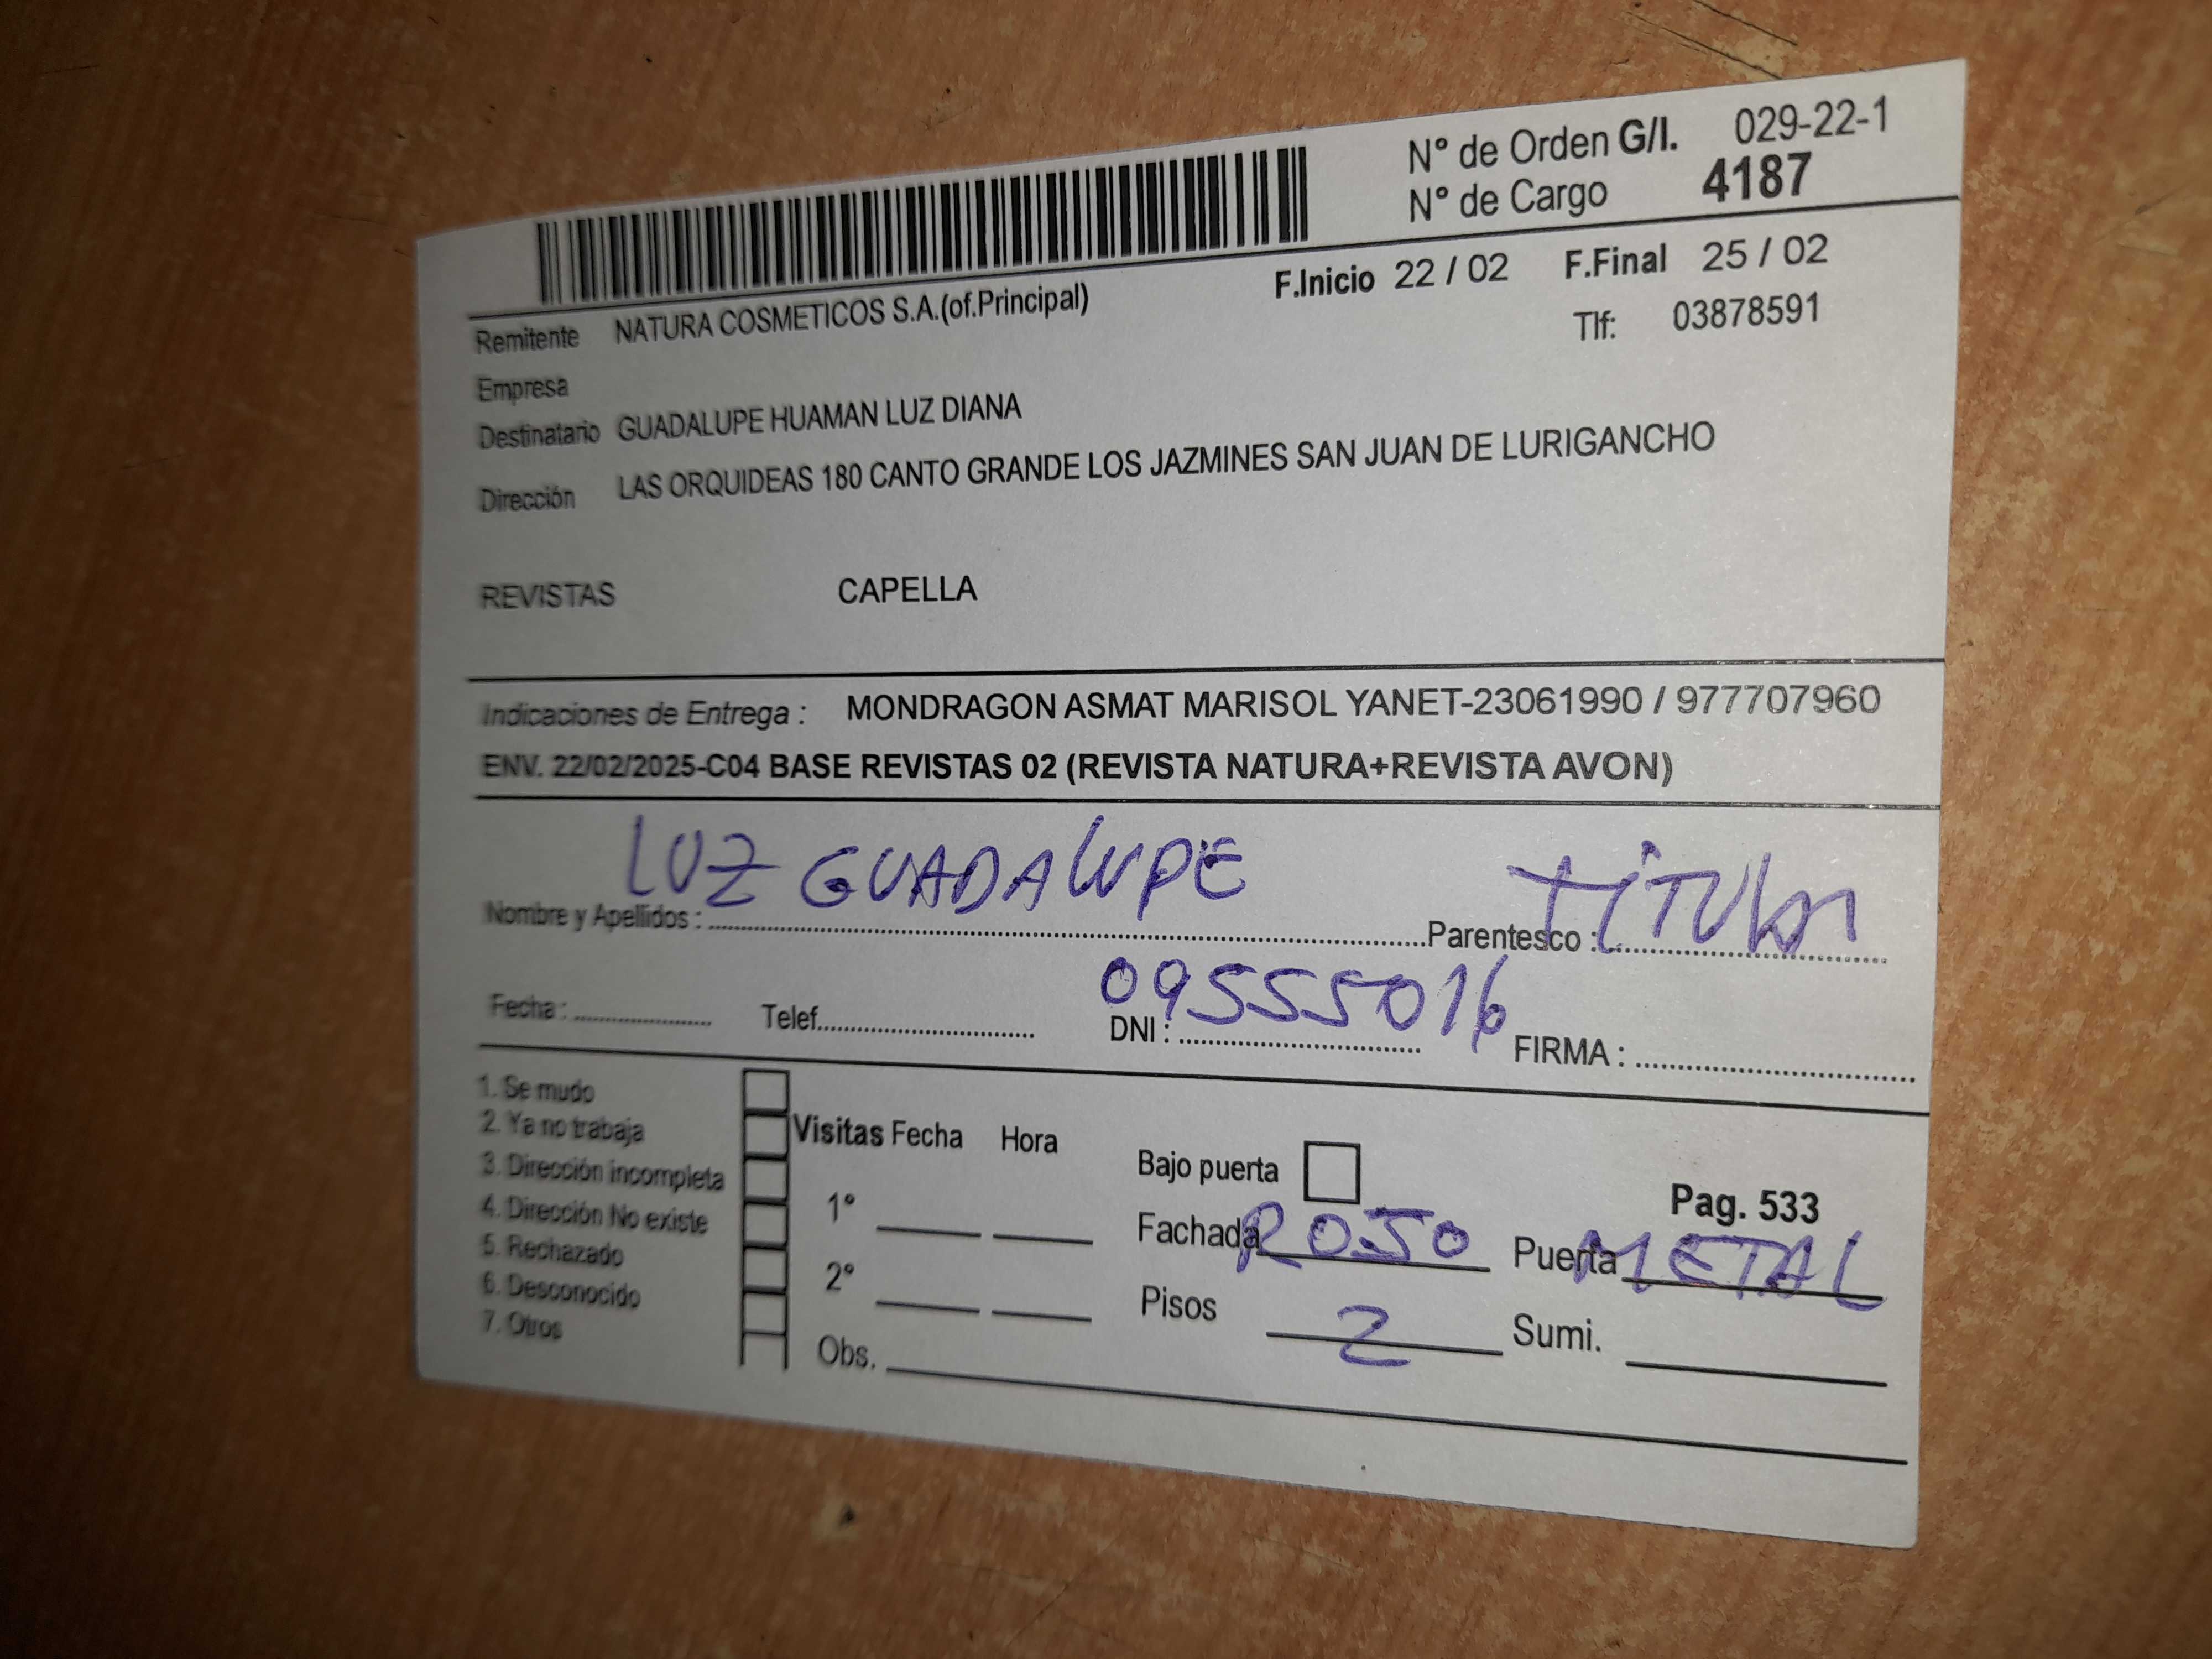 N° de Orden G/I. 029-22-1
N° de Cargo 4187
F.Inicio 22 / 02 F.Final 25 / 02
Remitente NATURA COSMETICOS S.A.(of.Principal)
Tlf: 03878591
Empresa
Destinatario GUADALUPE HUAMAN LUZ DIANA
Dirección LAS ORQUIDEAS 180 CANTO GRANDE LOS JAZMINES SAN JUAN DE LURIGANCHO
REVISTAS CAPELLA
Indicaciones de Entrega : MONDRAGON ASMAT MARISOL YANET-23061990 / 977707960
ENV. 22/02/2025-C04 BASE REVISTAS 02 (REVISTA NATURA+REVISTA AVON)
Nombre y Apellidos : LUZ GUADALUPE Parentesco : TITULAR
Fecha : Telef. DNI : 09555016 FIRMA :
1. Se mudo
2. Ya no trabaja
3. Dirección incompleta
4. Dirección No existe
5. Rechazado
6. Desconocido
7. Otros
Visitas Fecha Hora
1°
2°
Obs.
Bajo puerta
Pag. 533
Fachada ROJO Puerta METAL
Pisos 2 Sumi.